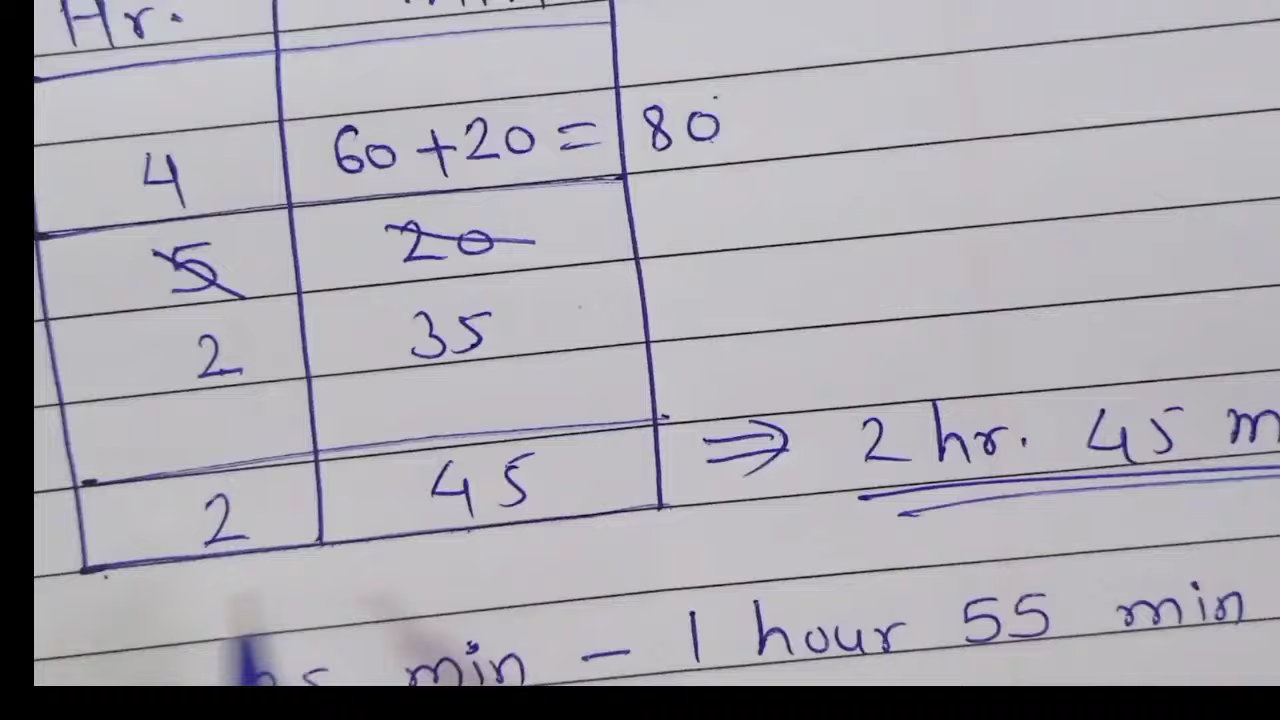 Hr.
4 60+20= 80
5 20
2 35
2 45 ⇒ 2 hr. 45 m
min - 1 hour 55 min